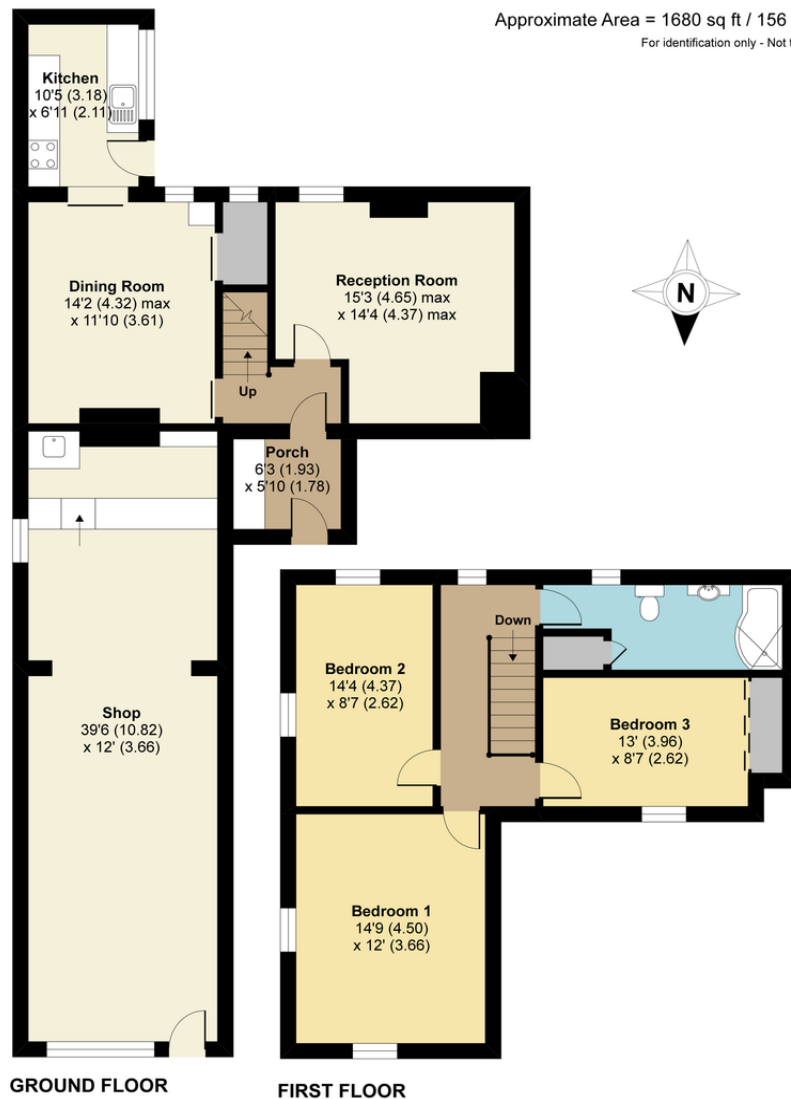 Approximate Area = 1680 sq ft / 156
For identification only - Not
Kitchen
10'5 (3.18)
x 6'11 (2.11)
Dining Room
14'2 (4.32) max
x 11'10 (3.61)
Reception Room
15'3 (4.65) max
x 14'4 (4.37) max
N
Up
Porch
6'3 (1.93)
x 5'10 (1.78)
Shop
39'6 (10.82)
x 12' (3.66)
Down
Bedroom 2
14'4 (4.37)
x 8'7 (2.62)
Bedroom 3
13' (3.96)
x 8'7 (2.62)
Bedroom 1
14'9 (4.50)
x 12' (3.66)
GROUND FLOOR
FIRST FLOOR